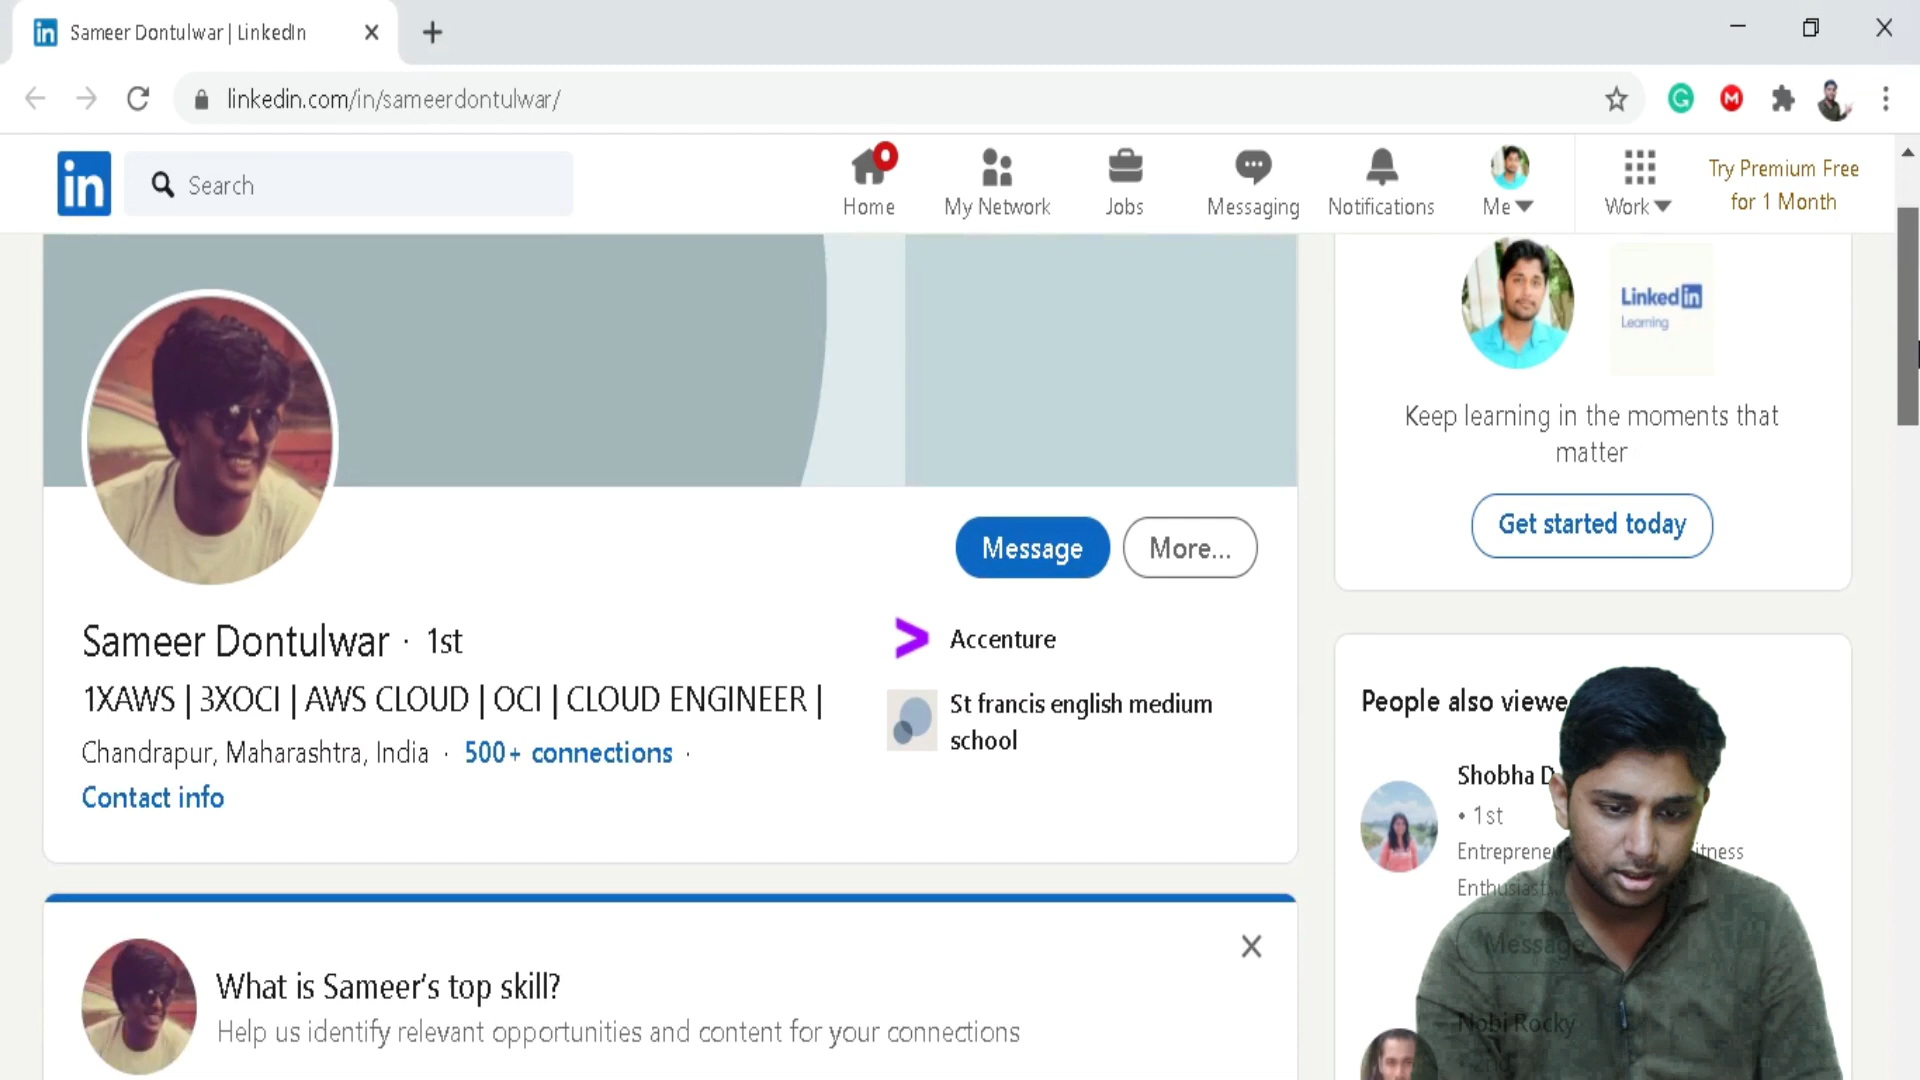 Sameer Dontulwar | LinkedIn
linkedin.com/in/sameerdontulwar/
Search
Home
My Network
Jobs
Messaging
Notifications
Me
Work
Try Premium Free
for 1 Month
Linked in
Learning
Keep learning in the moments that
matter
Get started today
Message
More...
Sameer Dontulwar · 1st
1XAWS | 3XOCI | AWS CLOUD | OCI | CLOUD ENGINEER |
Chandrapur, Maharashtra, India · 500+ connections ·
Contact info
Accenture
St francis english medium
school
People also viewe
Shobha D
• 1st
Entreprene
itness
Enthusiast
Message
Nobi Rocky
What is Sameer's top skill?
Help us identify relevant opportunities and content for your connections